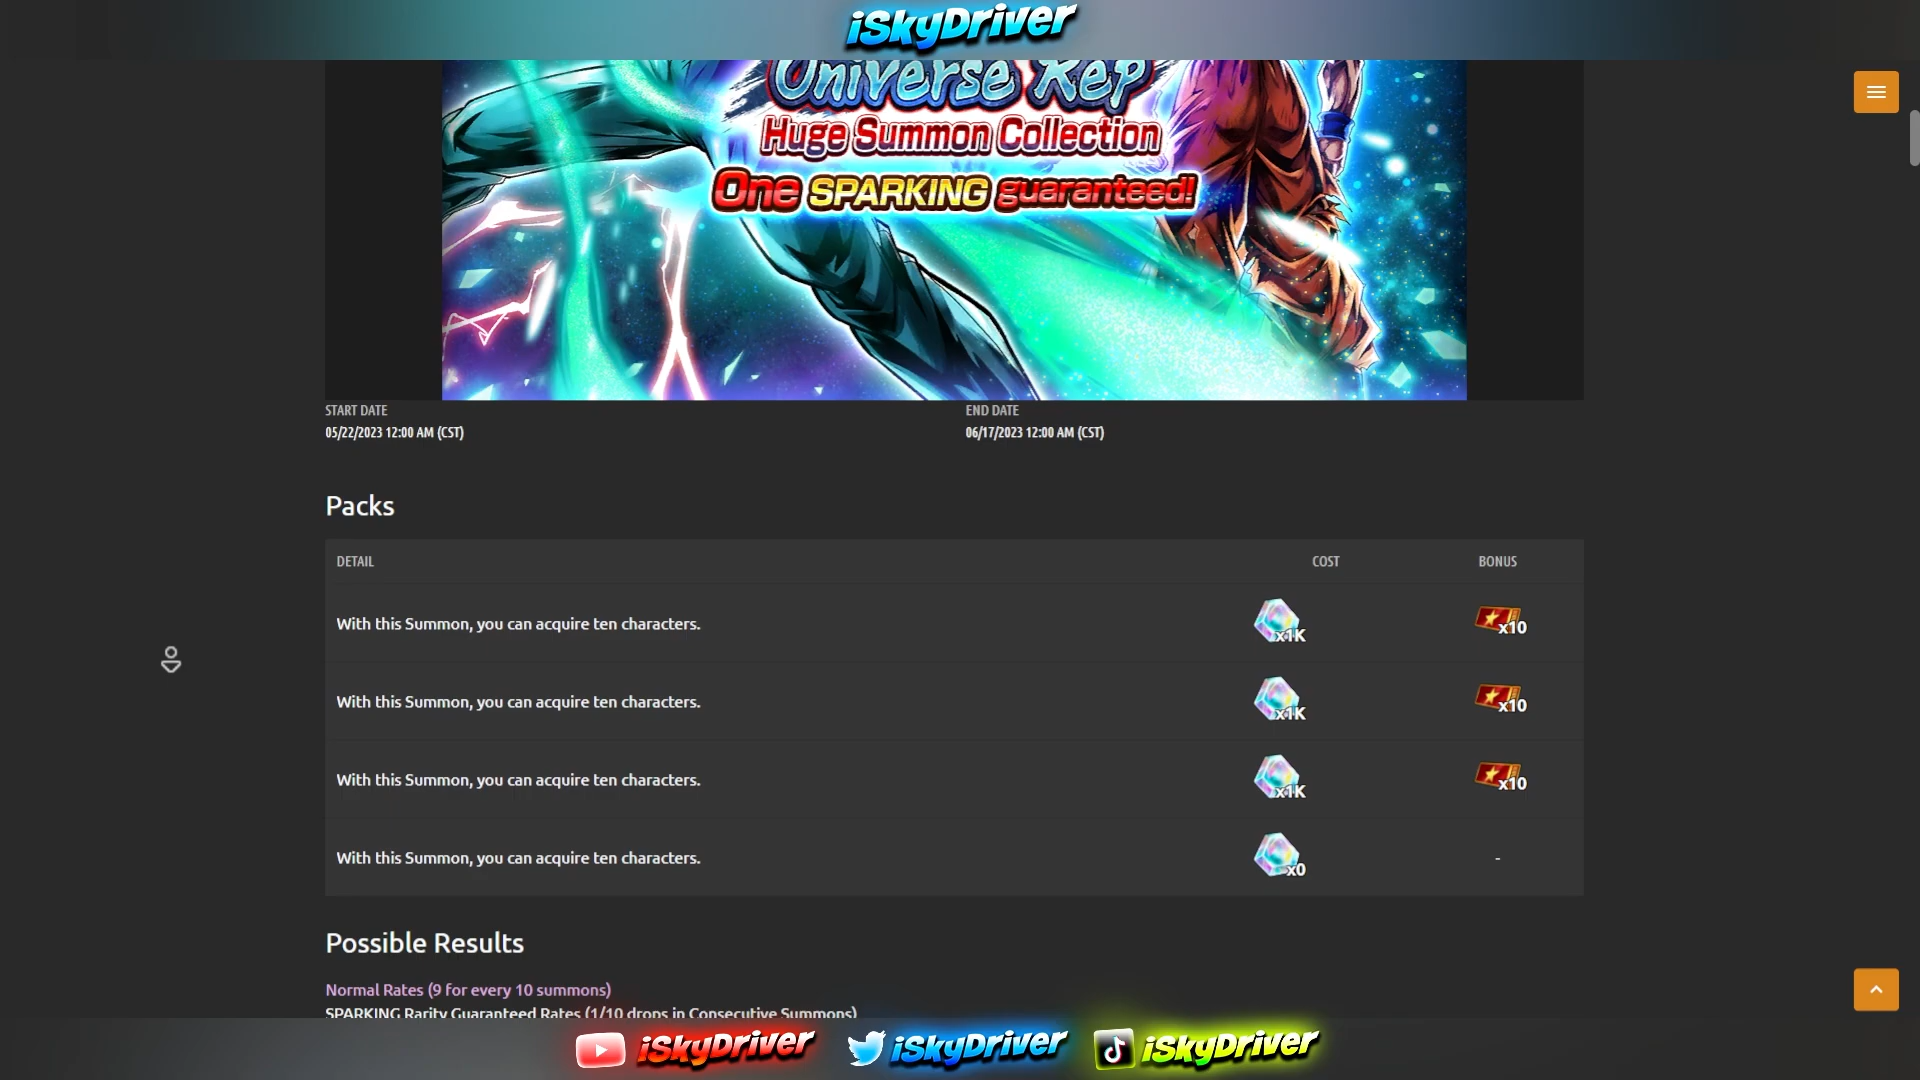 iSkyDriver
Universe Rep
Huge Summon Collection
One SPARKING guaranteed!
START DATE
05/22/2023 12:00 AM (CST)
END DATE
06/17/2023 12:00 AM (CST)
Packs
DETAIL COST BONUS
With this Summon, you can acquire ten characters. x1K x10
With this Summon, you can acquire ten characters. x1K x10
With this Summon, you can acquire ten characters. x1K x10
With this Summon, you can acquire ten characters. x0 -
Possible Results
Normal Rates (9 for every 10 summons)
SPARKING Rarity Guaranteed Rates (1/10 drops in Consecutive Summons)
iSkyDriver iSkyDriver iSkyDriver